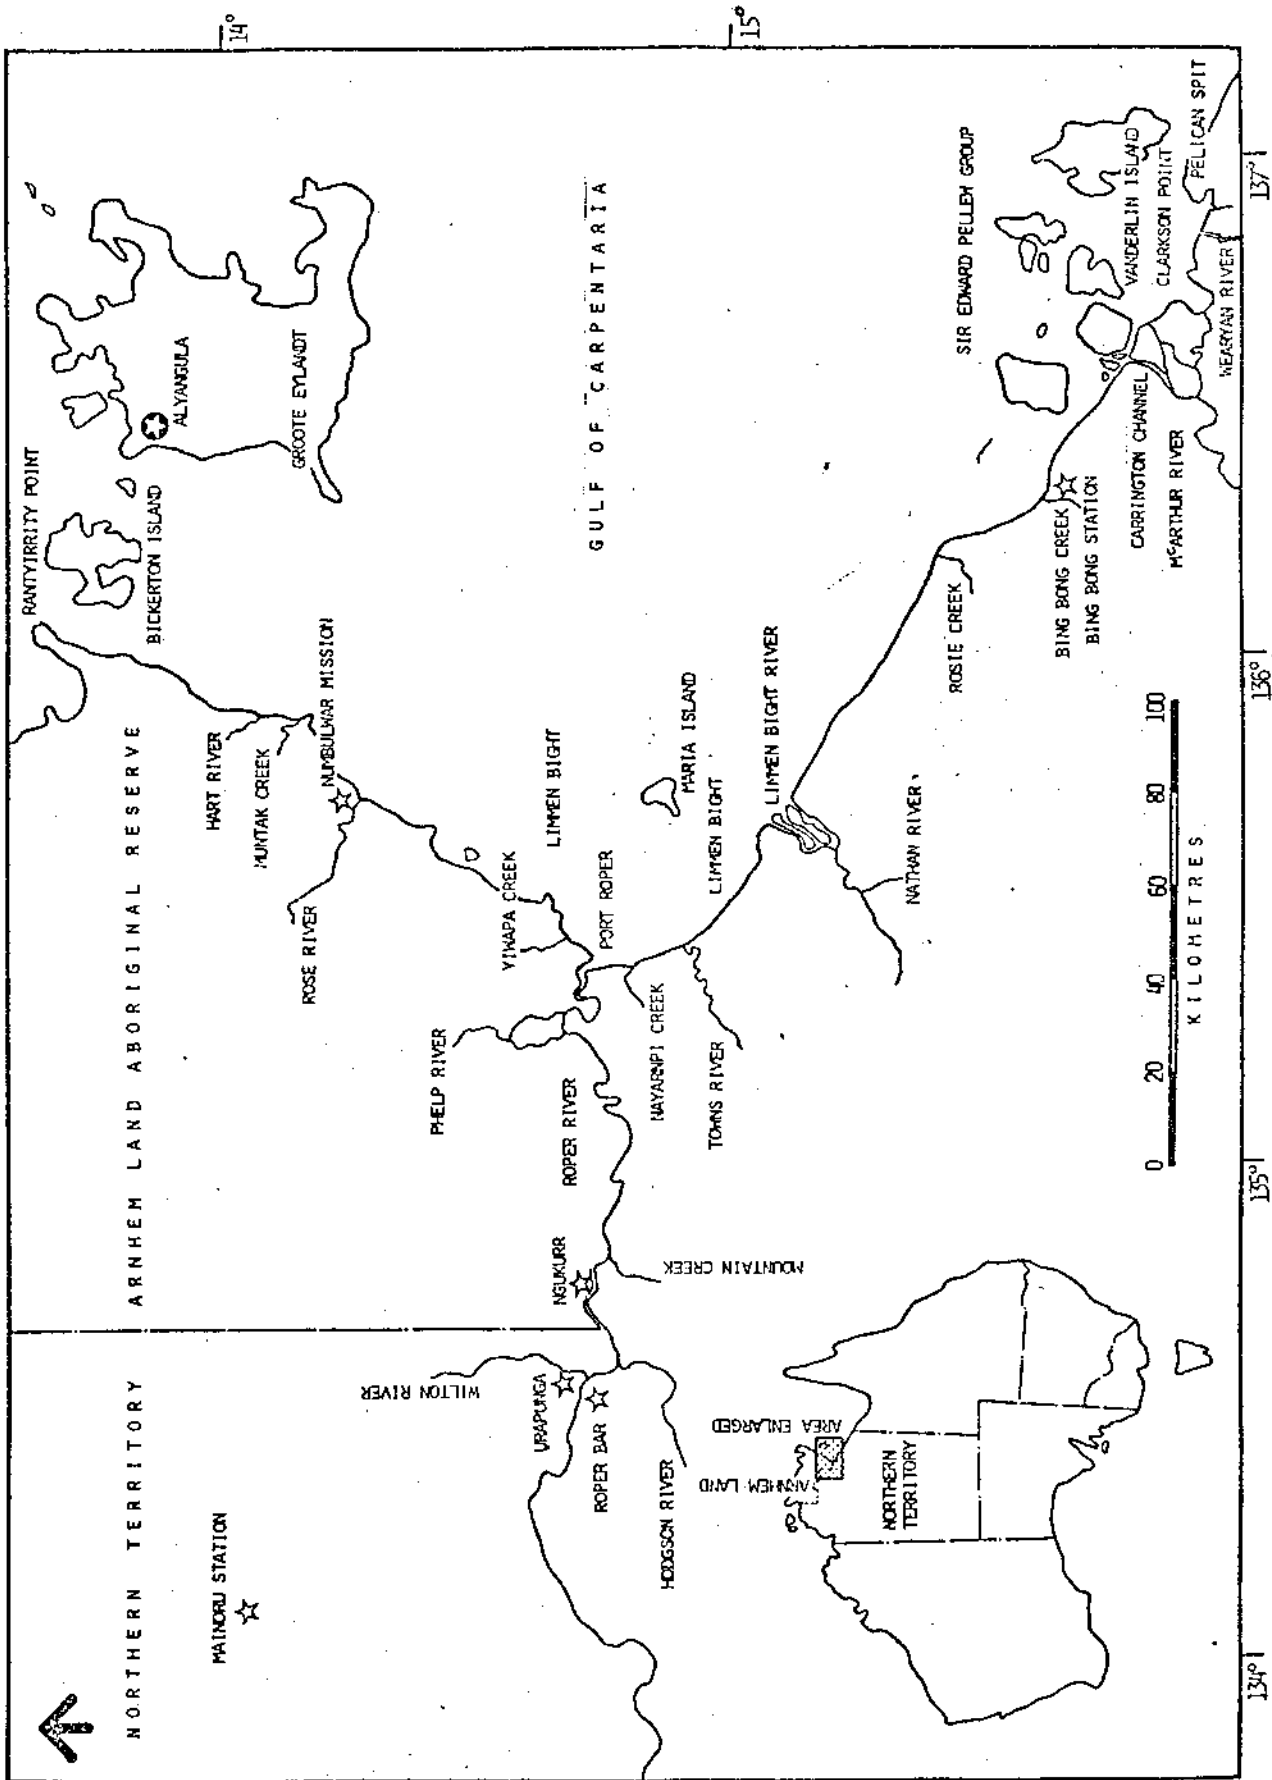 NORTHERN TERRITORY
ARNHEM LAND ABORIGINAL RESERVE
14°
15°
RANTYIRRITY POINT
BICKERTON ISLAND
ALYANGULA
GROOTE EYLANDT
MAINORU STATION
HART RIVER
MUNTAK CREEK
NUMBULWAR MISSION
ROSE RIVER
WILTON RIVER
PHELP RIVER
YIWAPA CREEK
LIMMEN BIGHT
GULF OF CARPENTARIA
URAPUNGA
ROPER BAR
NGUKURR
ROPER RIVER
PORT ROPER
HODGSON RIVER
MOUNTAIN CREEK
NAYARNPI CREEK
TOWNS RIVER
MARIA ISLAND
LIMMEN BIGHT
LIMMEN BIGHT RIVER
NATHAN RIVER
ROSIE CREEK
SIR EDWARD PELLEW GROUP
BING BONG CREEK
BING BONG STATION
VANDERLIN ISLAND
CLARKSON POINT
CARRINGTON CHANNEL
MCARTHUR RIVER
PELICAN SPIT
WEARYAN RIVER
ARNHEM LAND
AREA ENLARGED
NORTHERN
TERRITORY
0 20 40 60 80 100
KILOMETRES
134° 135° 136° 137°